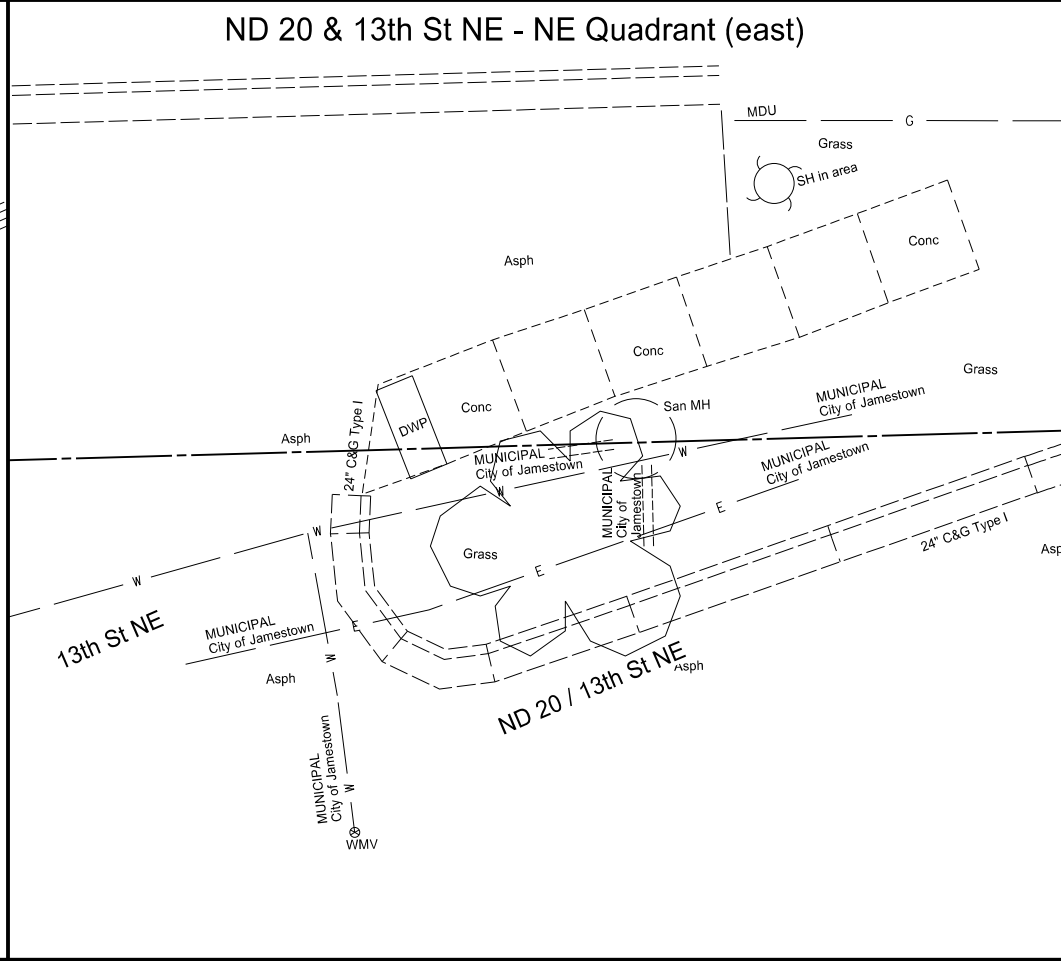 ND 20 & 13th St NE - NE Quadrant (east)
MDU
G
Grass
SH in area
Conc
Asph
Conc
Grass
MUNICIPAL
City of Jamestown
San MH
Conc
24" C&G Type I
DWP
Asph
MUNICIPAL
City of Jamestown
W
MUNICIPAL
City of Jamestown
W
MUNICIPAL
City of
Jamestown
E
W
Grass
E
24" C&G Type I
Asp
W
13th St NE
MUNICIPAL
City of Jamestown
E
W
Asph
Asph
ND 20 / 13th St NE
MUNICIPAL
City of Jamestown
W
WMV